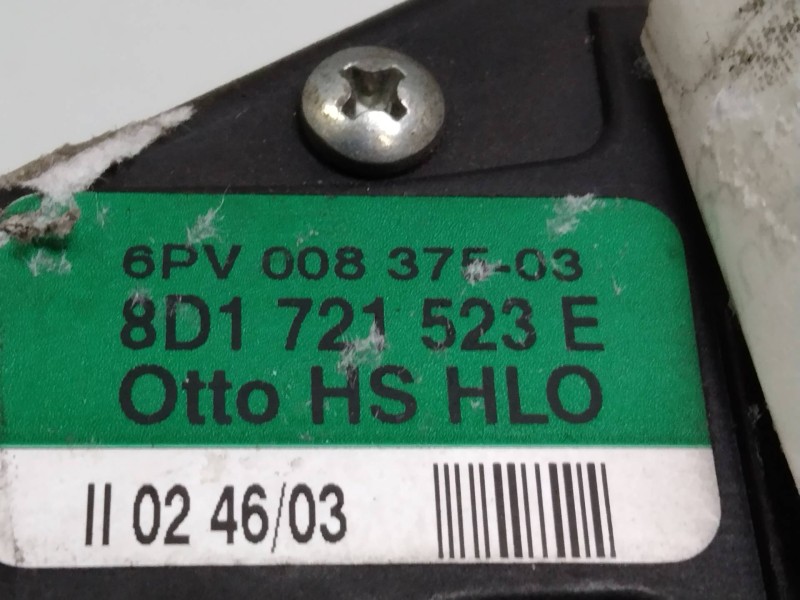 6PV 008 375-03
8D1 721 523 E
Otto HS HLO
II 02 46/03